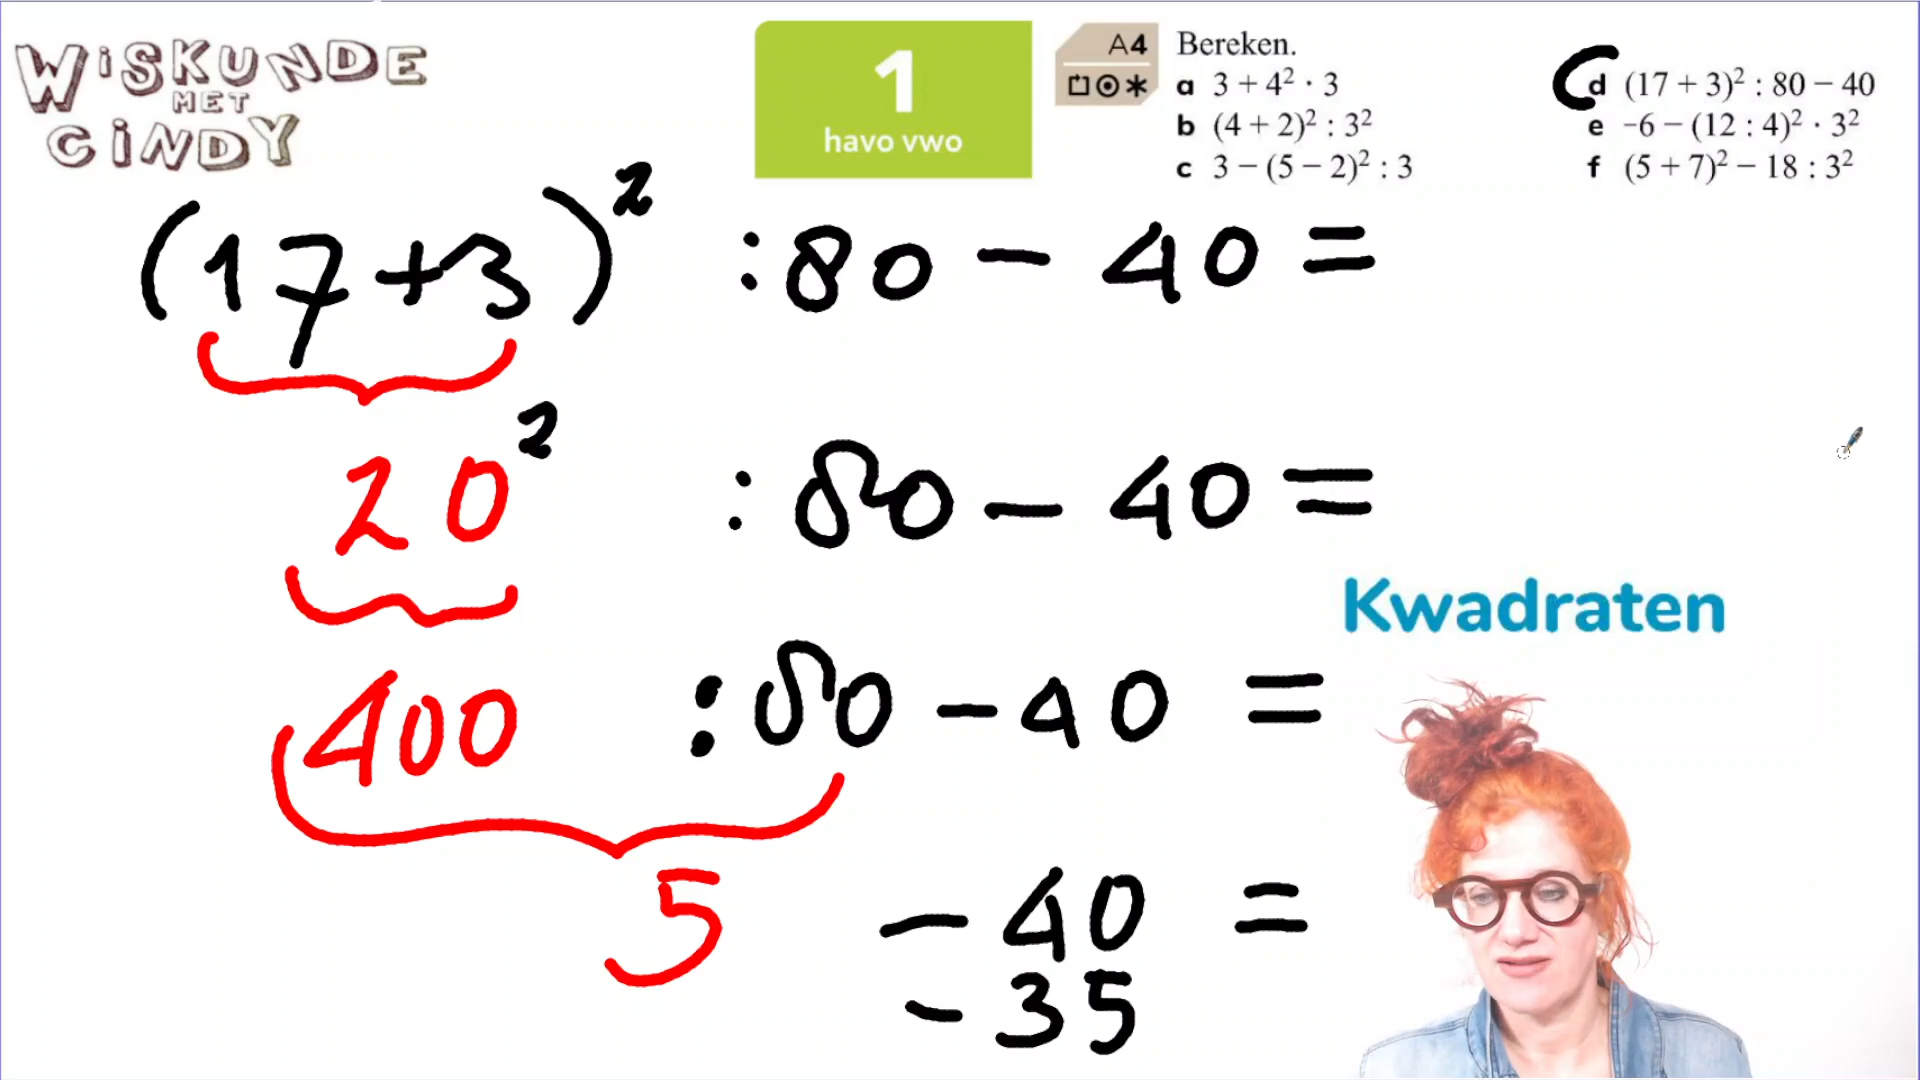 WiSKUNDE
MET
CiNDY
1
havo vwo
A4
Bereken.
a 3 + 4² · 3
b (4 + 2)² : 3²
c 3 – (5 – 2)² : 3
d (17 + 3)² : 80 – 40
e -6 – (12 : 4)² · 3²
f (5 + 7)² – 18 : 3²
(17+3)² :80 – 40 =
20² :80 – 40 =
400 :80 – 40 =
5 – 40 =
- 35
Kwadraten